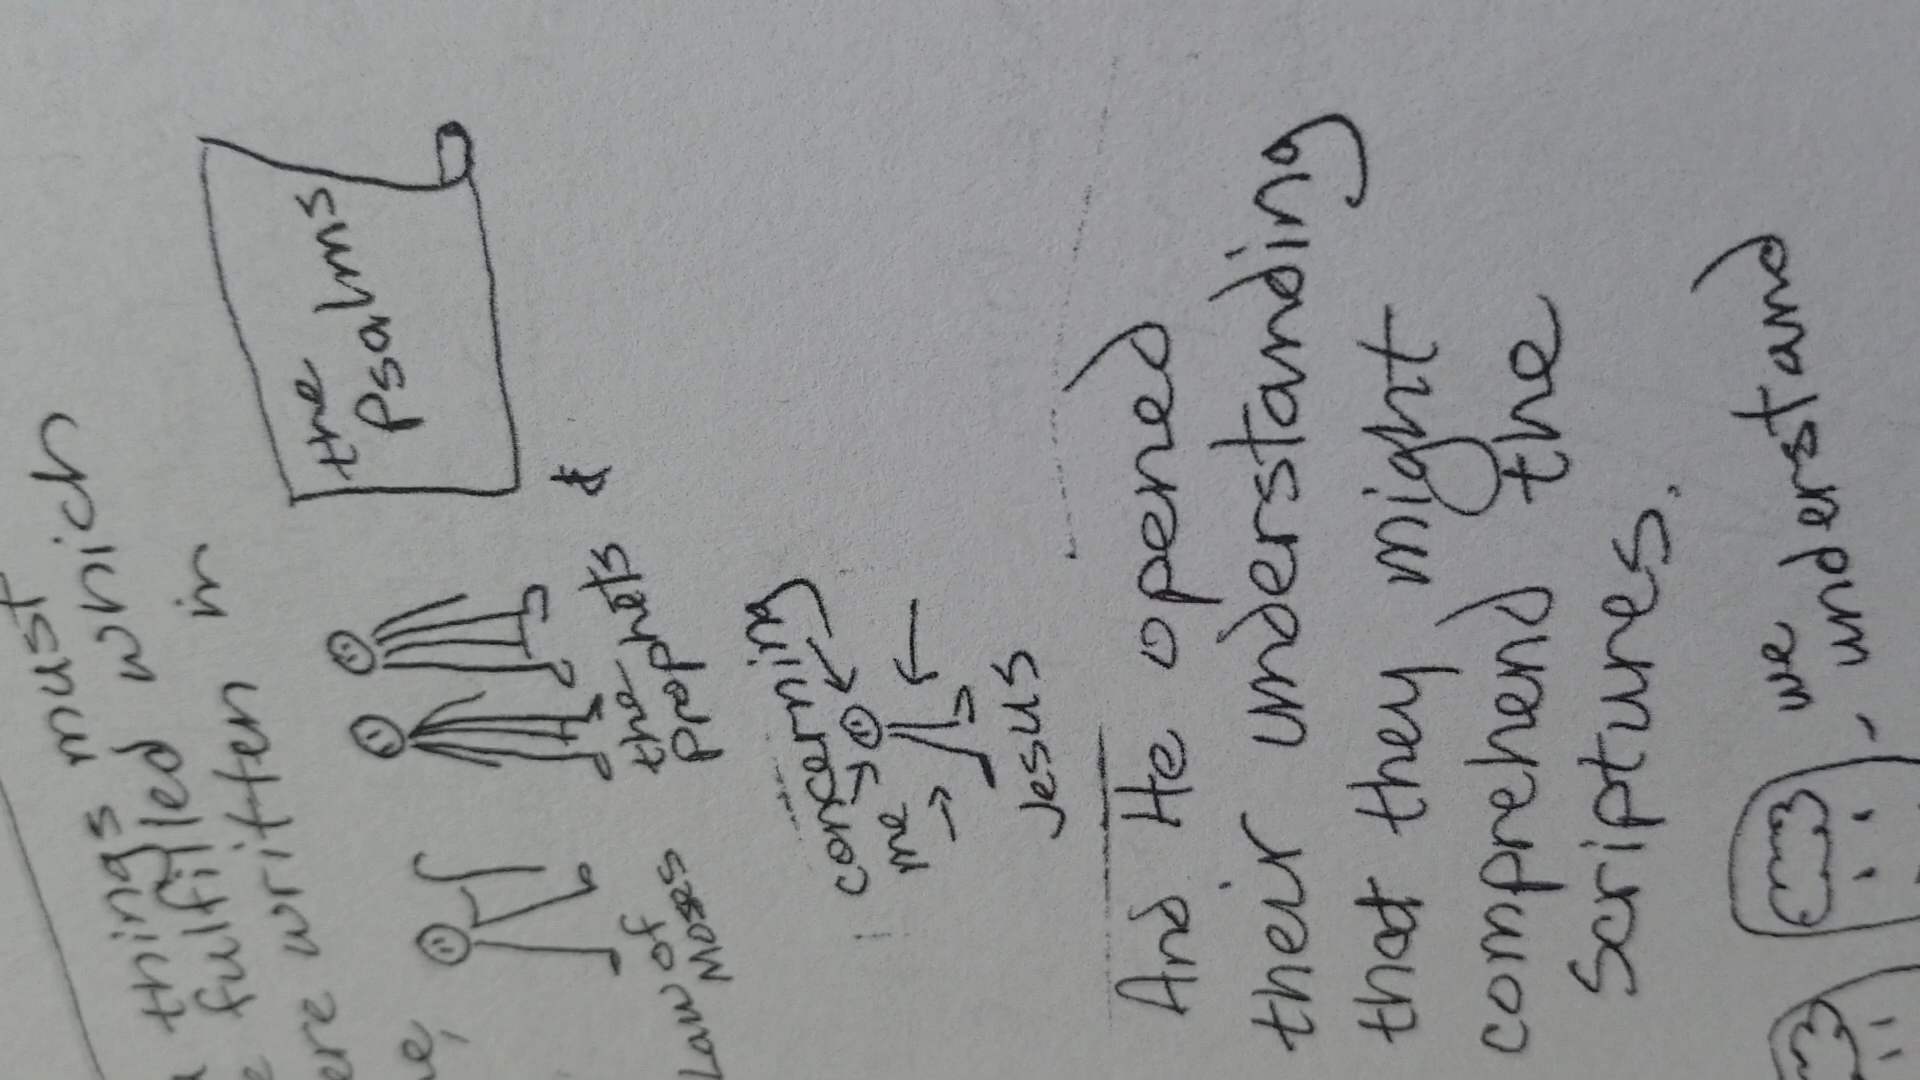 things must
fulfilled which
ere written in
the
Psalms
&
the
prophets
Law of
Moses
concerning
me
Jesus
And He opened
their understanding
that they might
comprehend the
Scriptures.
we
understand